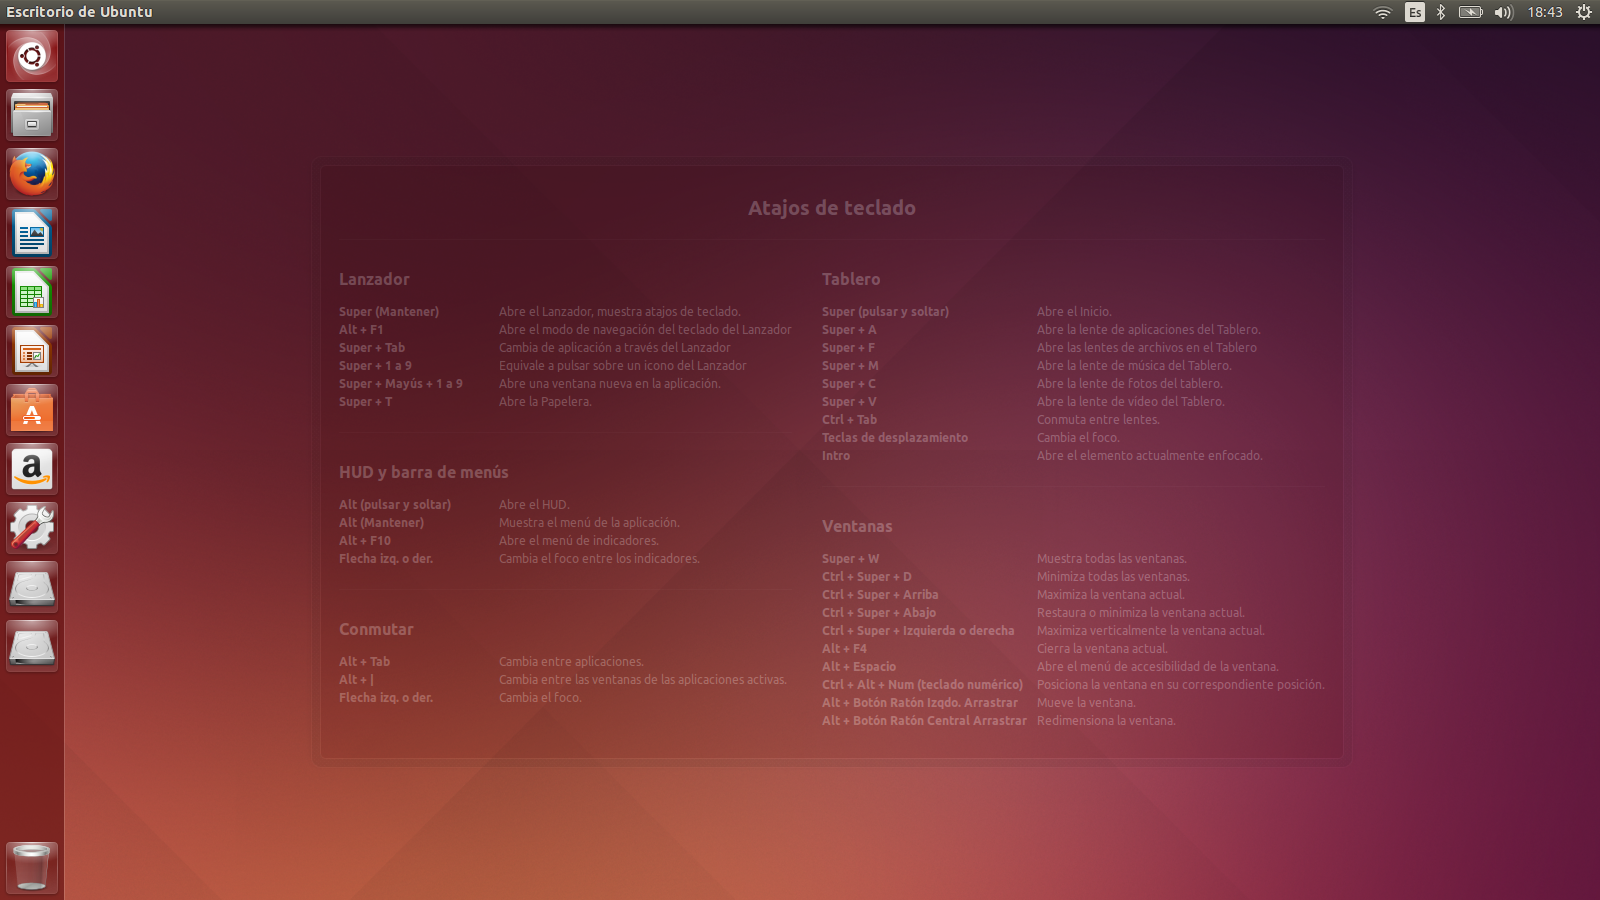 Escritorio de Ubuntu
Es
18:43
Atajos de teclado
Lanzador
Super (Mantener) Abre el Lanzador, muestra atajos de teclado.
Alt + F1 Abre el modo de navegación del teclado del Lanzador
Super + Tab Cambia de aplicación a través del Lanzador
Super + 1 a 9 Equivale a pulsar sobre un icono del Lanzador
Super + Mayús + 1 a 9 Abre una ventana nueva en la aplicación.
Super + T Abre la Papelera.
HUD y barra de menús
Alt (pulsar y soltar) Abre el HUD.
Alt (Mantener) Muestra el menú de la aplicación.
Alt + F10 Abre el menú de indicadores.
Flecha izq. o der. Cambia el foco entre los indicadores.
Conmutar
Alt + Tab Cambia entre aplicaciones.
Alt + | Cambia entre las ventanas de las aplicaciones activas.
Flecha izq. o der. Cambia el foco.
Tablero
Super (pulsar y soltar) Abre el Inicio.
Super + A Abre la lente de aplicaciones del Tablero.
Super + F Abre las lentes de archivos en el Tablero
Super + M Abre la lente de música del Tablero.
Super + C Abre la lente de fotos del tablero.
Super + V Abre la lente de vídeo del Tablero.
Ctrl + Tab Conmuta entre lentes.
Teclas de desplazamiento Cambia el foco.
Intro Abre el elemento actualmente enfocado.
Ventanas
Super + W Muestra todas las ventanas.
Ctrl + Super + D Minimiza todas las ventanas.
Ctrl + Super + Arriba Maximiza la ventana actual.
Ctrl + Super + Abajo Restaura o minimiza la ventana actual.
Ctrl + Super + Izquierda o derecha Maximiza verticalmente la ventana actual.
Alt + F4 Cierra la ventana actual.
Alt + Espacio Abre el menú de accesibilidad de la ventana.
Ctrl + Alt + Num (teclado numérico) Posiciona la ventana en su correspondiente posición.
Alt + Botón Ratón Izqdo. Arrastrar Mueve la ventana.
Alt + Botón Ratón Central Arrastrar Redimensiona la ventana.